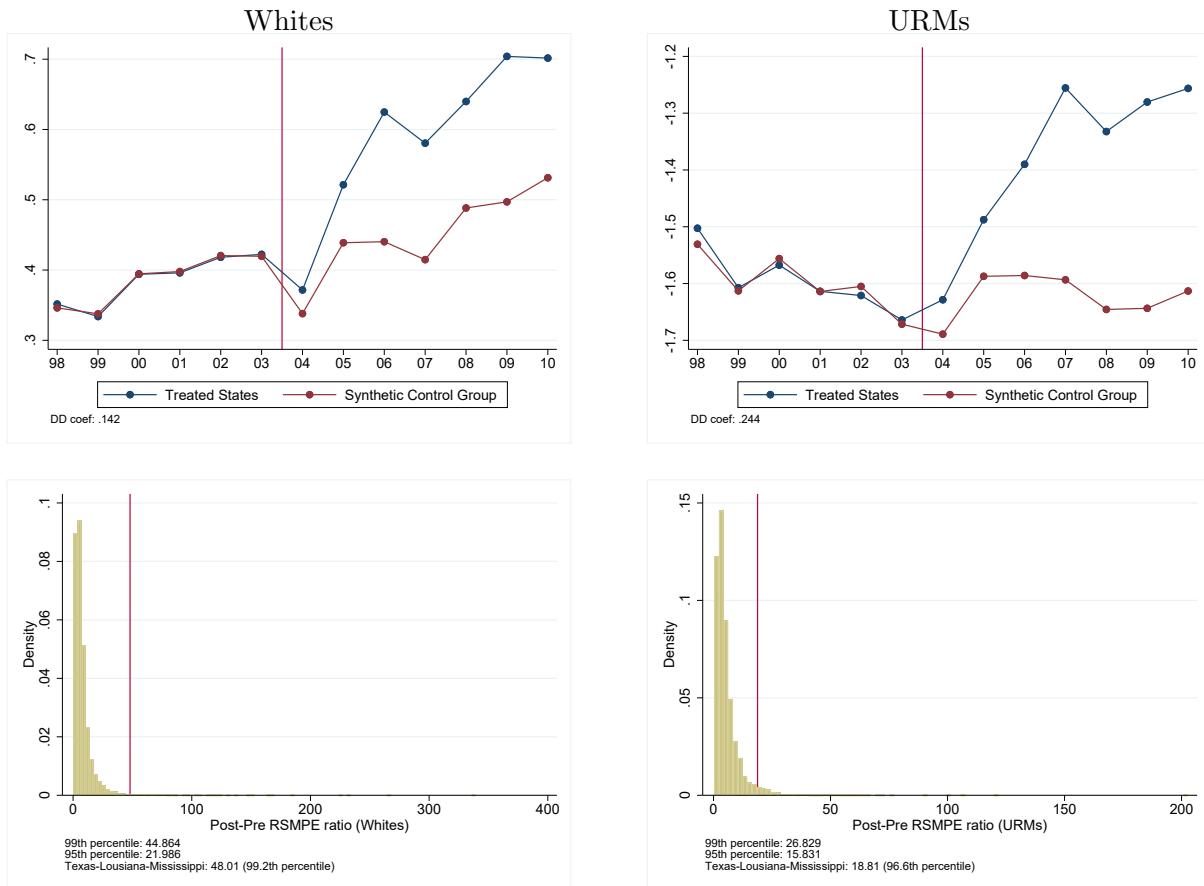 Whites
.7
.6
.5
.4
.3
98 99 00 01 02 03 04 05 06 07 08 09 10
Treated States Synthetic Control Group
DD coef: .142
URMs
-1.2
-1.3
-1.4
-1.5
-1.6
-1.7
98 99 00 01 02 03 04 05 06 07 08 09 10
Treated States Synthetic Control Group
DD coef: .244
Density
.1
.08
.06
.04
.02
0
0 100 200 300 400
Post-Pre RSMPE ratio (Whites)
99th percentile: 44.864
95th percentile: 21.986
Texas-Lousiana-Mississippi: 48.01 (99.2th percentile)
Density
.15
.1
.05
0
0 50 100 150 200
Post-Pre RSMPE ratio (URMs)
99th percentile: 26.829
95th percentile: 15.831
Texas-Lousiana-Mississippi: 18.81 (96.6th percentile)